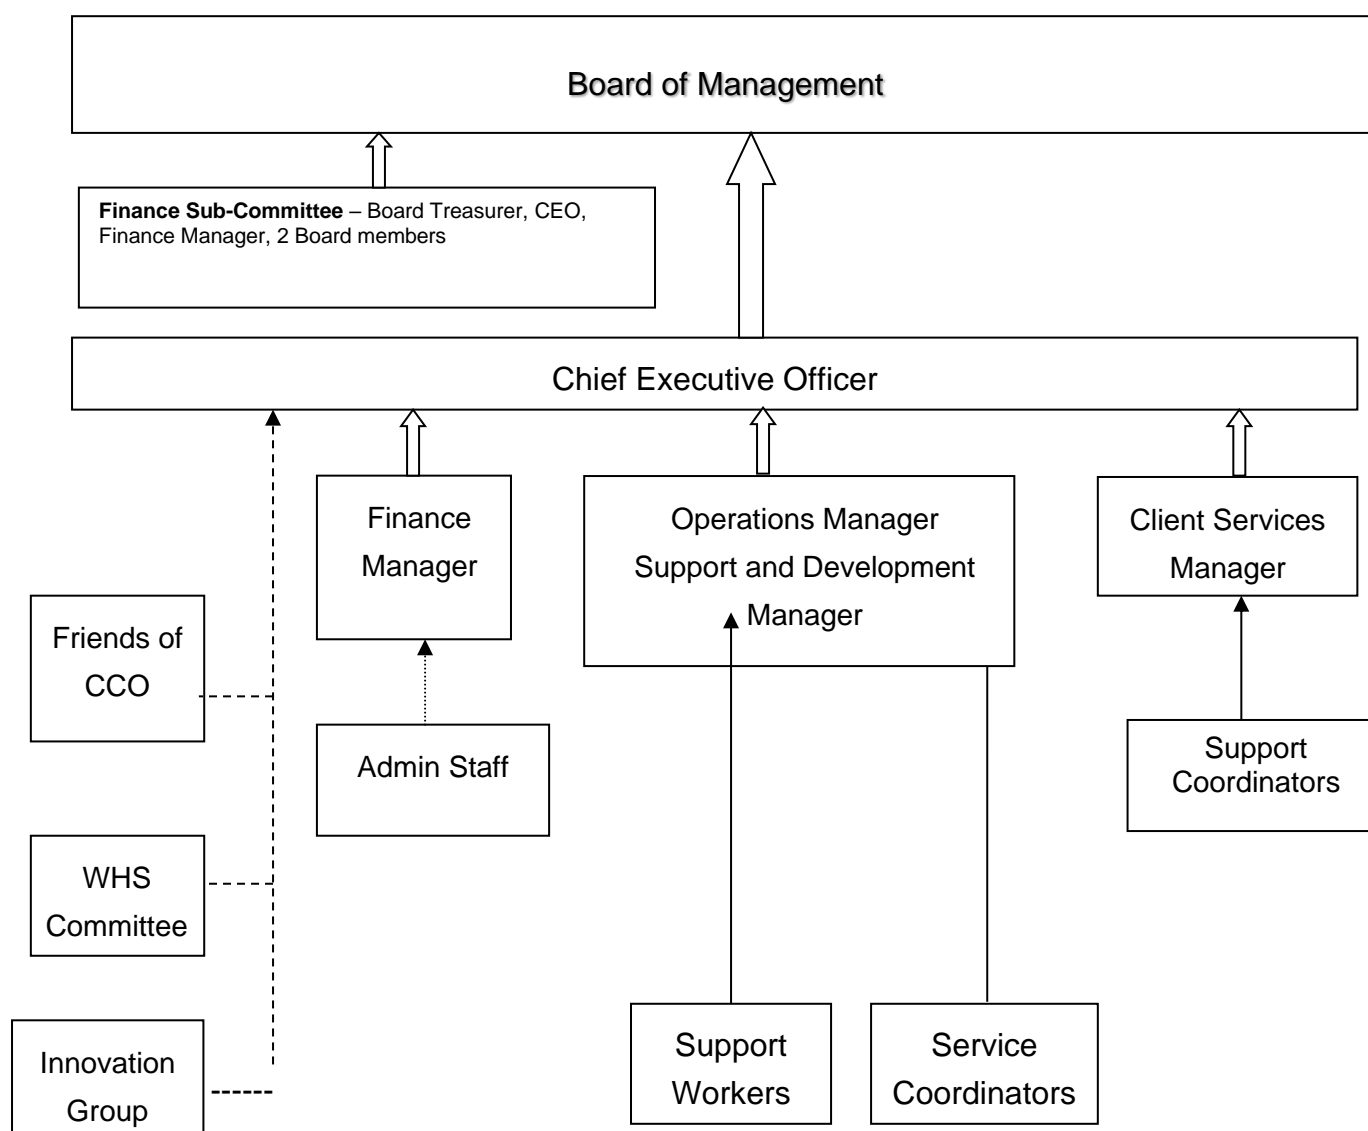 Board of Management
Finance Sub-Committee – Board Treasurer, CEO,
Finance Manager, 2 Board members
Chief Executive Officer
Finance
Manager
Operations Manager
Support and Development
Manager
Client Services
Manager
Friends of
CCO
Admin Staff
Support
Coordinators
WHS
Committee
Innovation
Group
Support
Workers
Service
Coordinators